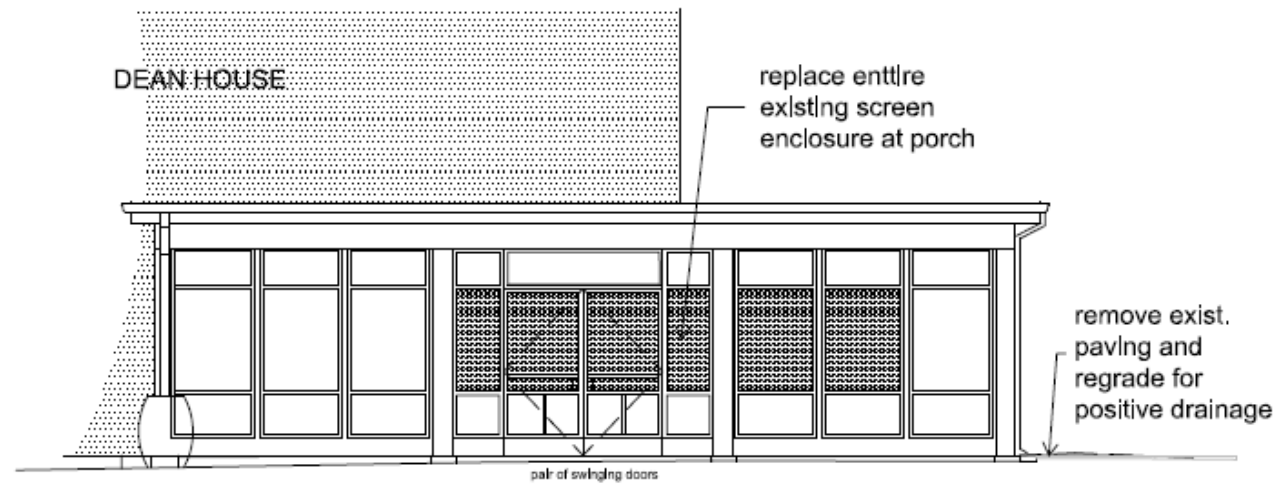 DEAN HOUSE
replace enttire
existing screen
enclosure at porch
remove exist.
paving and
regrade for
positive drainage
pair of swinging doors